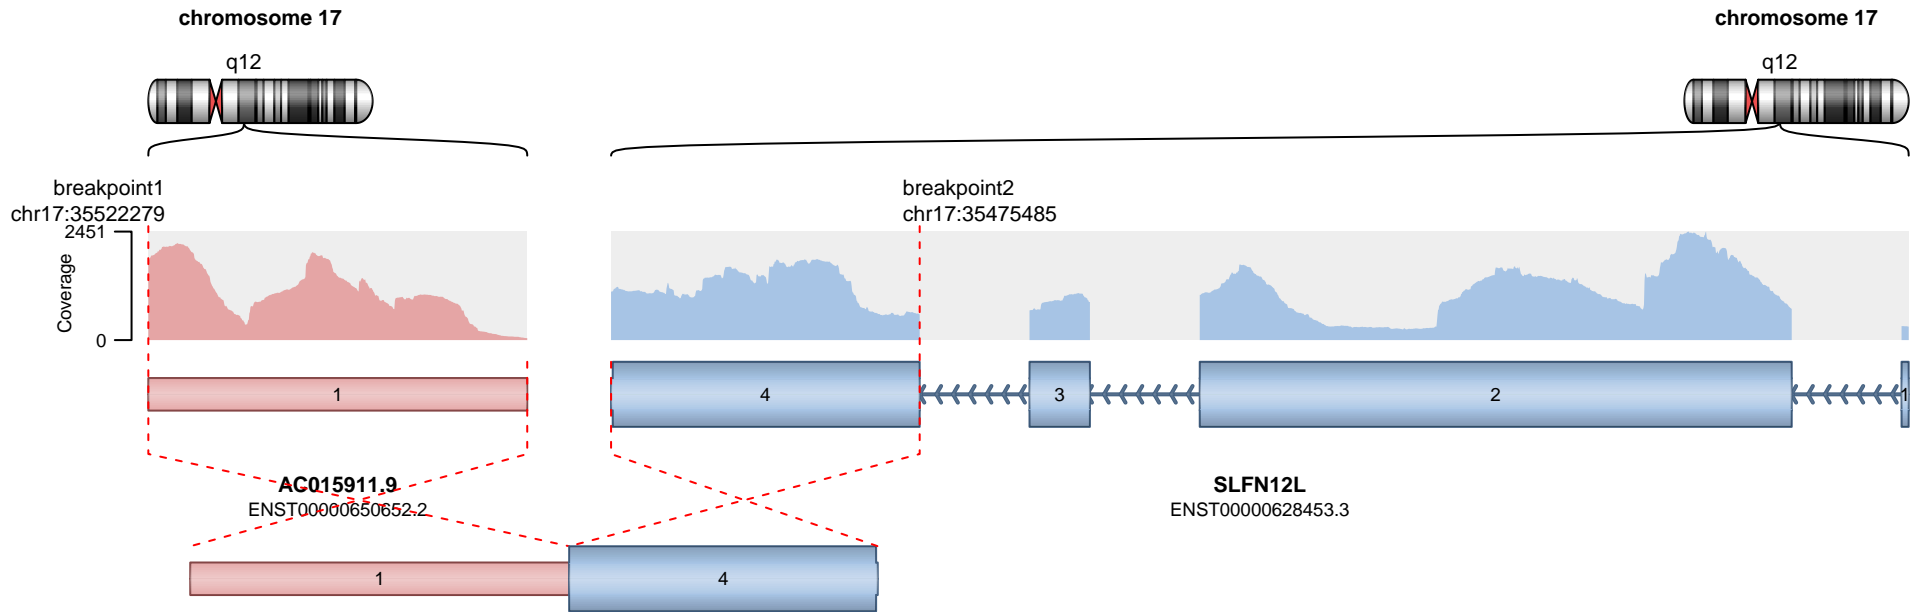 chromosome 17
chromosome 17
q12
q12
breakpoint1
chr17:35522279
breakpoint2
chr17:35475485
2451
Coverage
0
1
4
3
2
1
AC015911.9
ENST00000650652.2
SLFN12L
ENST00000628453.3
1
4